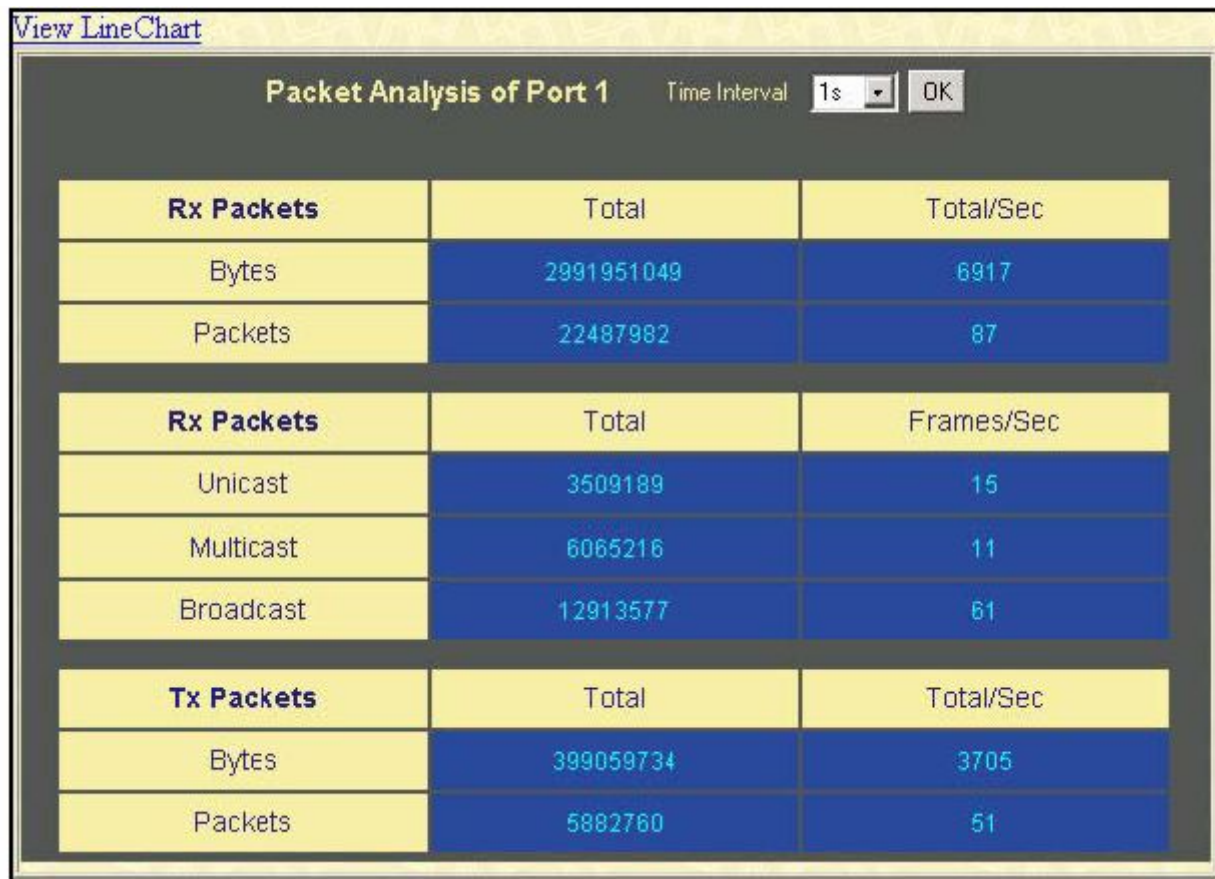 View LineChart
Packet Analysis of Port 1 Time Interval 1s OK
Rx Packets Total Total/Sec
Bytes 2991951049 6917
Packets 22487982 87
Rx Packets Total Frames/Sec
Unicast 3509189 15
Multicast 6065216 11
Broadcast 12913577 61
Tx Packets Total Total/Sec
Bytes 399059734 3705
Packets 5882760 51